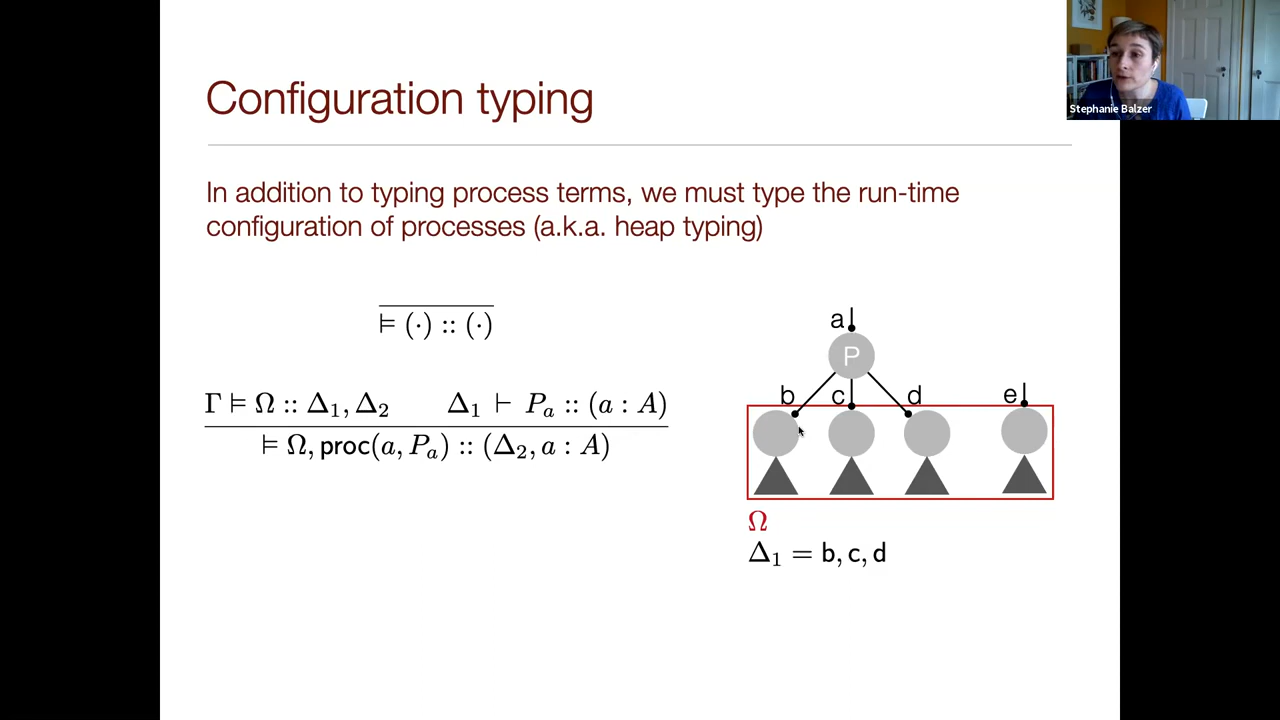 Configuration typing
Stephanie Balzer
In addition to typing process terms, we must type the run-time
configuration of processes (a.k.a. heap typing)
⊨ (·) :: (·)
Γ ⊨ Ω :: Δ₁, Δ₂ Δ₁ ⊢ Pₐ :: (a : A)
⊨ Ω, proc(a, Pₐ) :: (Δ₂, a : A)
a
P
b c d e
Ω
Δ₁ = b, c, d